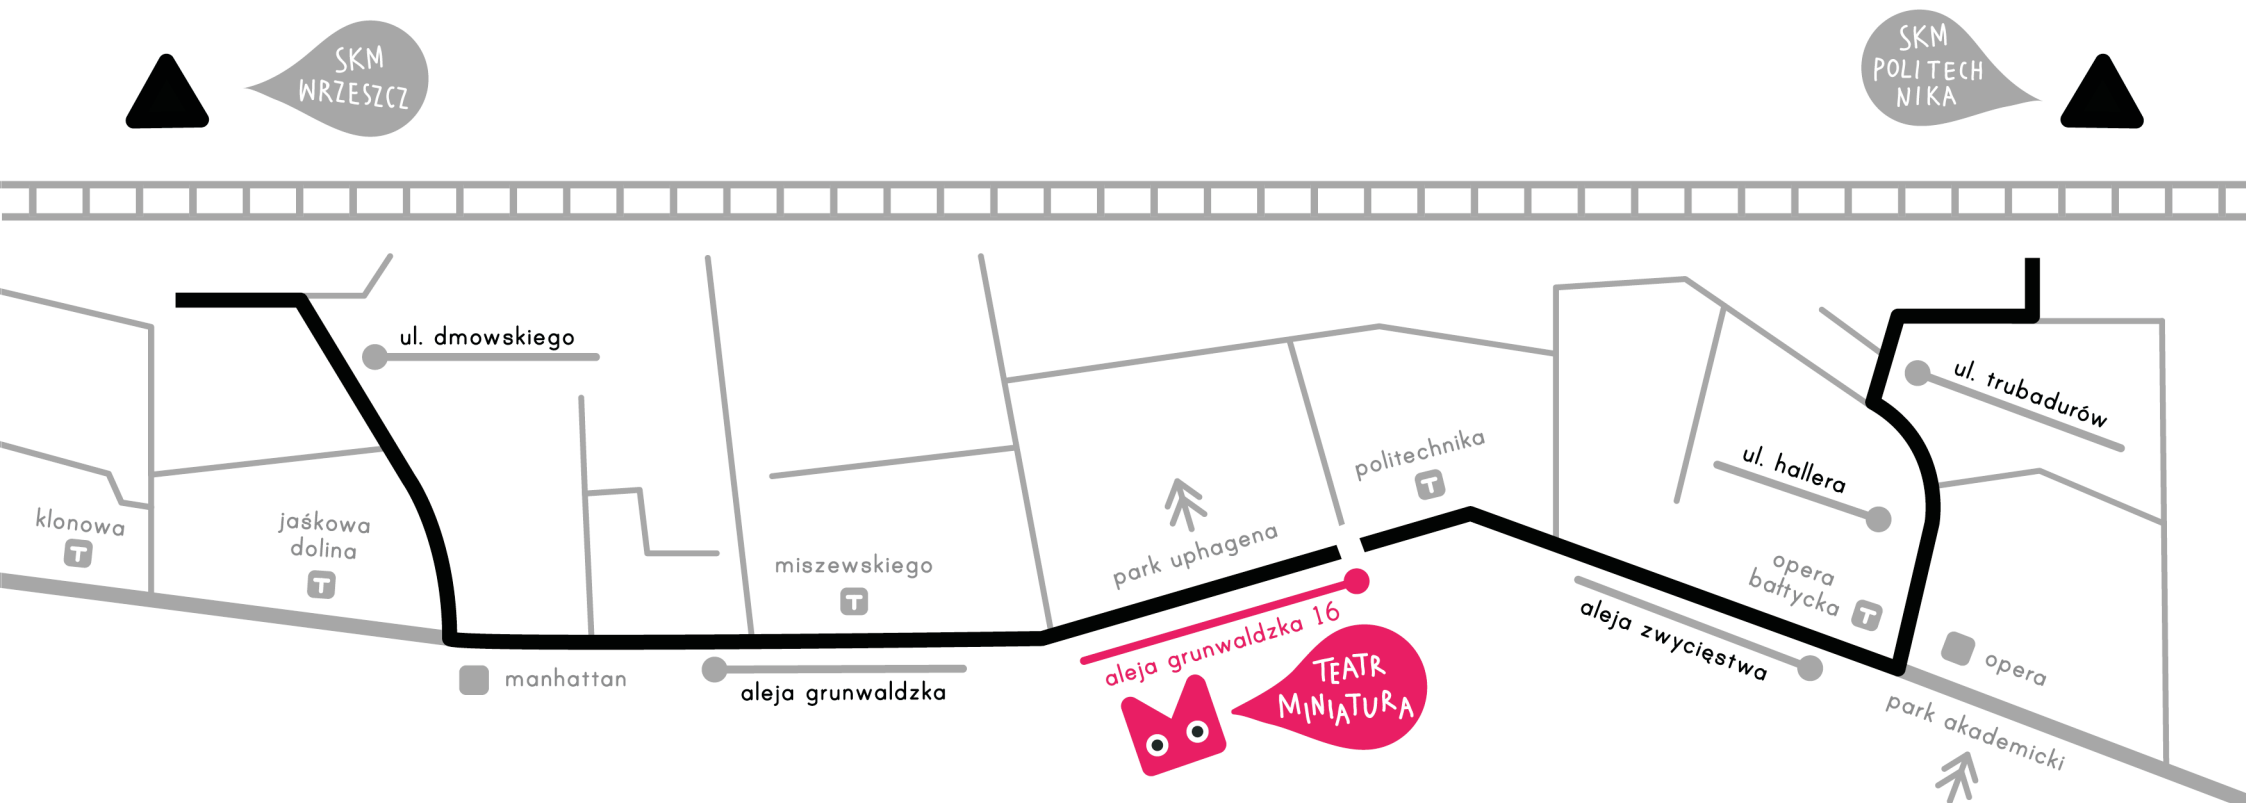 SKM
WRZESZCZ
SKM
POLITECH
NIKA
ul. dmowskiego
ul. trubadurów
ul. hallera
politechnika
T
klonowa
T
jaśkowa
dolina
T
miszewskiego
T
park uphagena
opera
bałtycka
T
manhattan
aleja grunwaldzka
aleja grunwaldzka 16
TEATR
MINIATURA
aleja zwycięstwa
opera
park akademicki